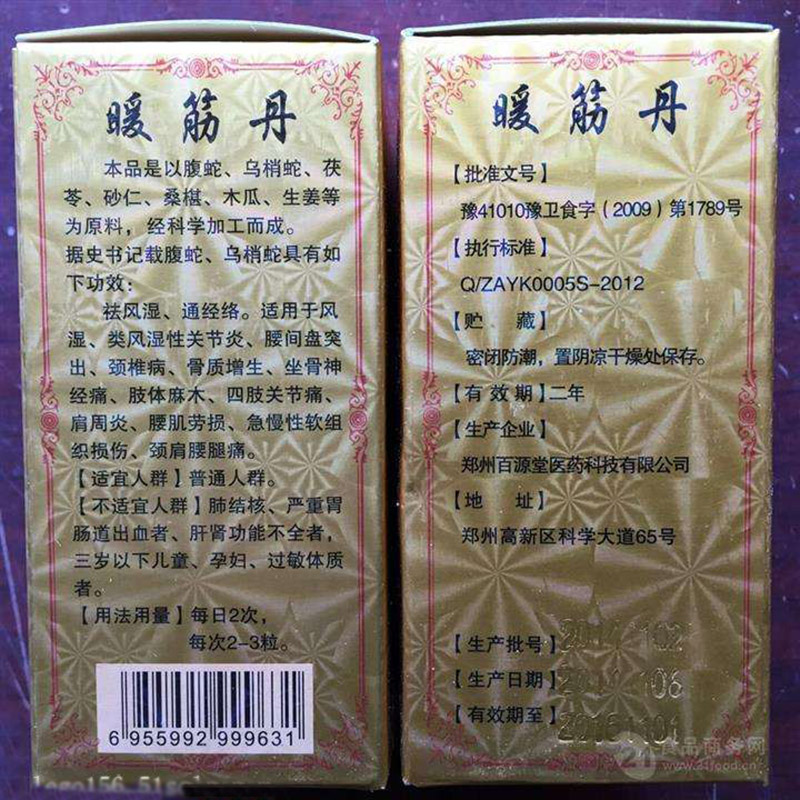 暖筋丹
本品是以腹蛇、乌梢蛇、茯
苓、砂仁、桑椹、木瓜、生姜等
为原料，经科学加工而成。
据史书记载腹蛇、乌梢蛇具有如
下功效：
祛风湿、通经络。适用于风
湿、类风湿性关节炎、腰间盘突
出、颈椎病、骨质增生、坐骨神
经痛、肢体麻木、四肢关节痛、
肩周炎、腰肌劳损、急慢性软组
织损伤、颈肩腰腿痛。
【适宜人群】普通人群。
【不适宜人群】肺结核、严重胃
肠道出血者、肝肾功能不全者，
三岁以下儿童、孕妇、过敏体质
者。
【用法用量】每日2次，
每次2-3粒。
6 955992 999631
暖筋丹
【批准文号】
豫41010豫卫食字（2009）第1789号
【执行标准】
Q/ZAYK0005S-2012
【贮 藏】
密闭防潮，置阴凉干燥处保存。
【有效期】二年
【生产企业】
郑州百源堂医药科技有限公司
【地 址】
郑州高新区科学大道65号
【生产批号】
【生产日期】
【有效期至】
食品商务网
www.21food.cn